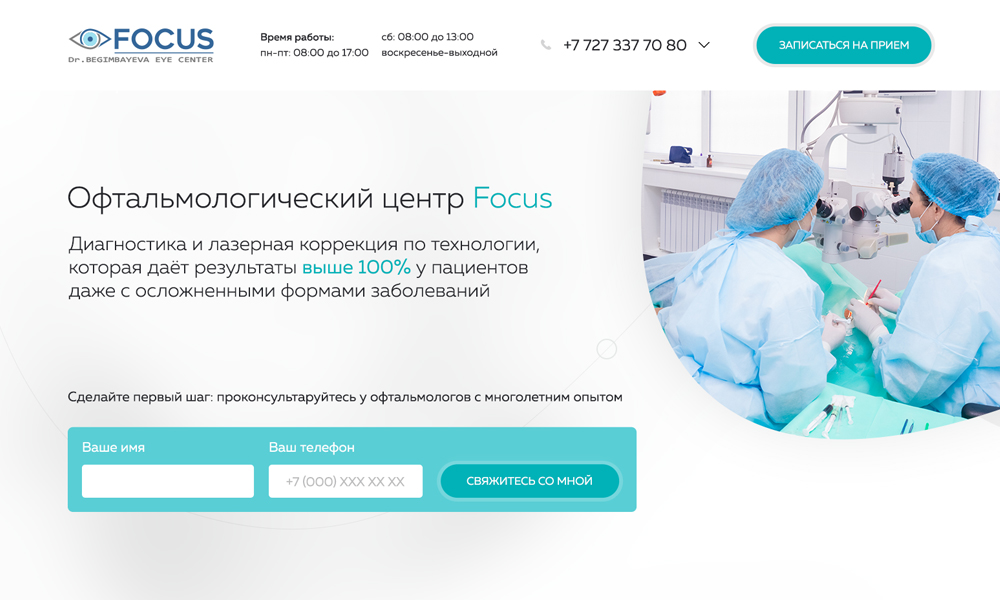 FOCUS
Dr.BEGIMBAYEVA EYE CENTER
Время работы:
пн-пт: 08:00 до 17:00
сб: 08:00 до 13:00
воскресенье-выходной
+7 727 337 70 80
ЗАПИСАТЬСЯ НА ПРИЕМ
Офтальмологический центр Focus
Диагностика и лазерная коррекция по технологии,
которая даёт результаты выше 100% у пациентов
даже с осложненными формами заболеваний
Сделайте первый шаг: проконсультаруйтесь у офтальмологов с многолетним опытом
Ваше имя
Ваш телефон
+7 (000) XXX XX XX
СВЯЖИТЕСЬ СО МНОЙ